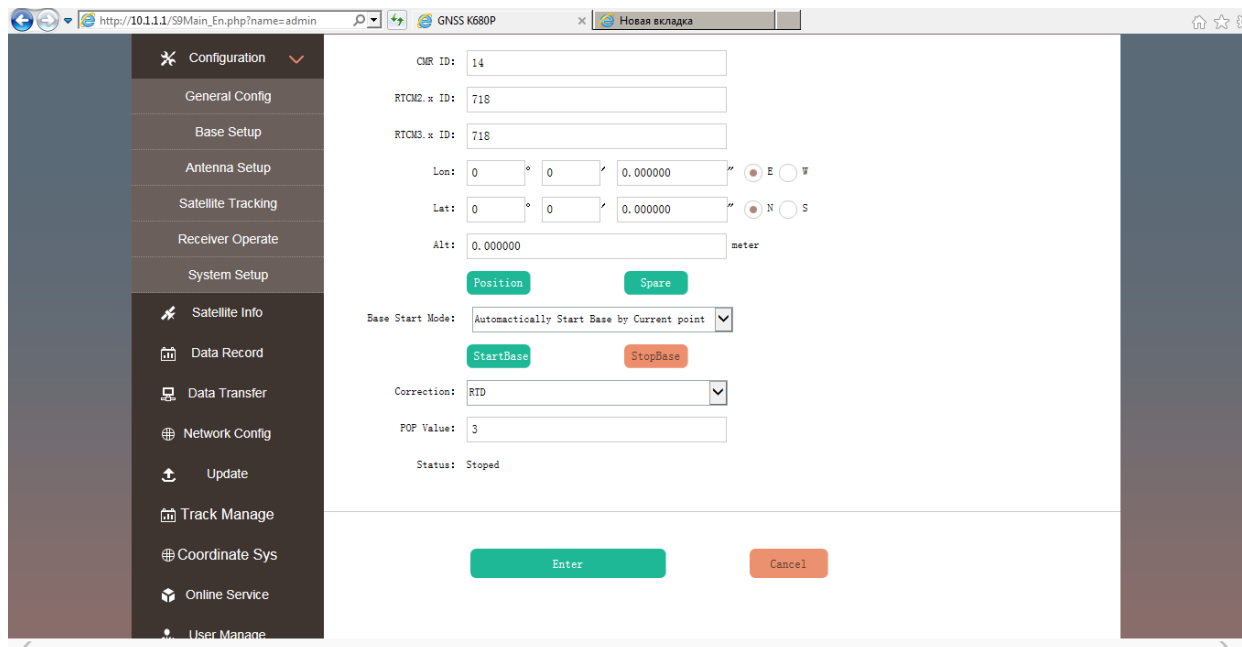 http://10.1.1.1/S9Main_En.php?name=admin
GNSS K680P
Новая вкладка
Configuration
General Config
Base Setup
Antenna Setup
Satellite Tracking
Receiver Operate
System Setup
Satellite Info
Data Record
Data Transfer
Network Config
Update
Track Manage
Coordinate Sys
Online Service
User Manage
CMR ID: 14
RTCM2.x ID: 718
RTCM3.x ID: 718
Lon: 0 ° 0 ′ 0.000000 ″ E W
Lat: 0 ° 0 ′ 0.000000 ″ N S
Alt: 0.000000 meter
Position Spare
Base Start Mode: Automactically Start Base by Current point
StartBase StopBase
Correction: RTD
POP Value: 3
Status: Stoped
Enter Cancel